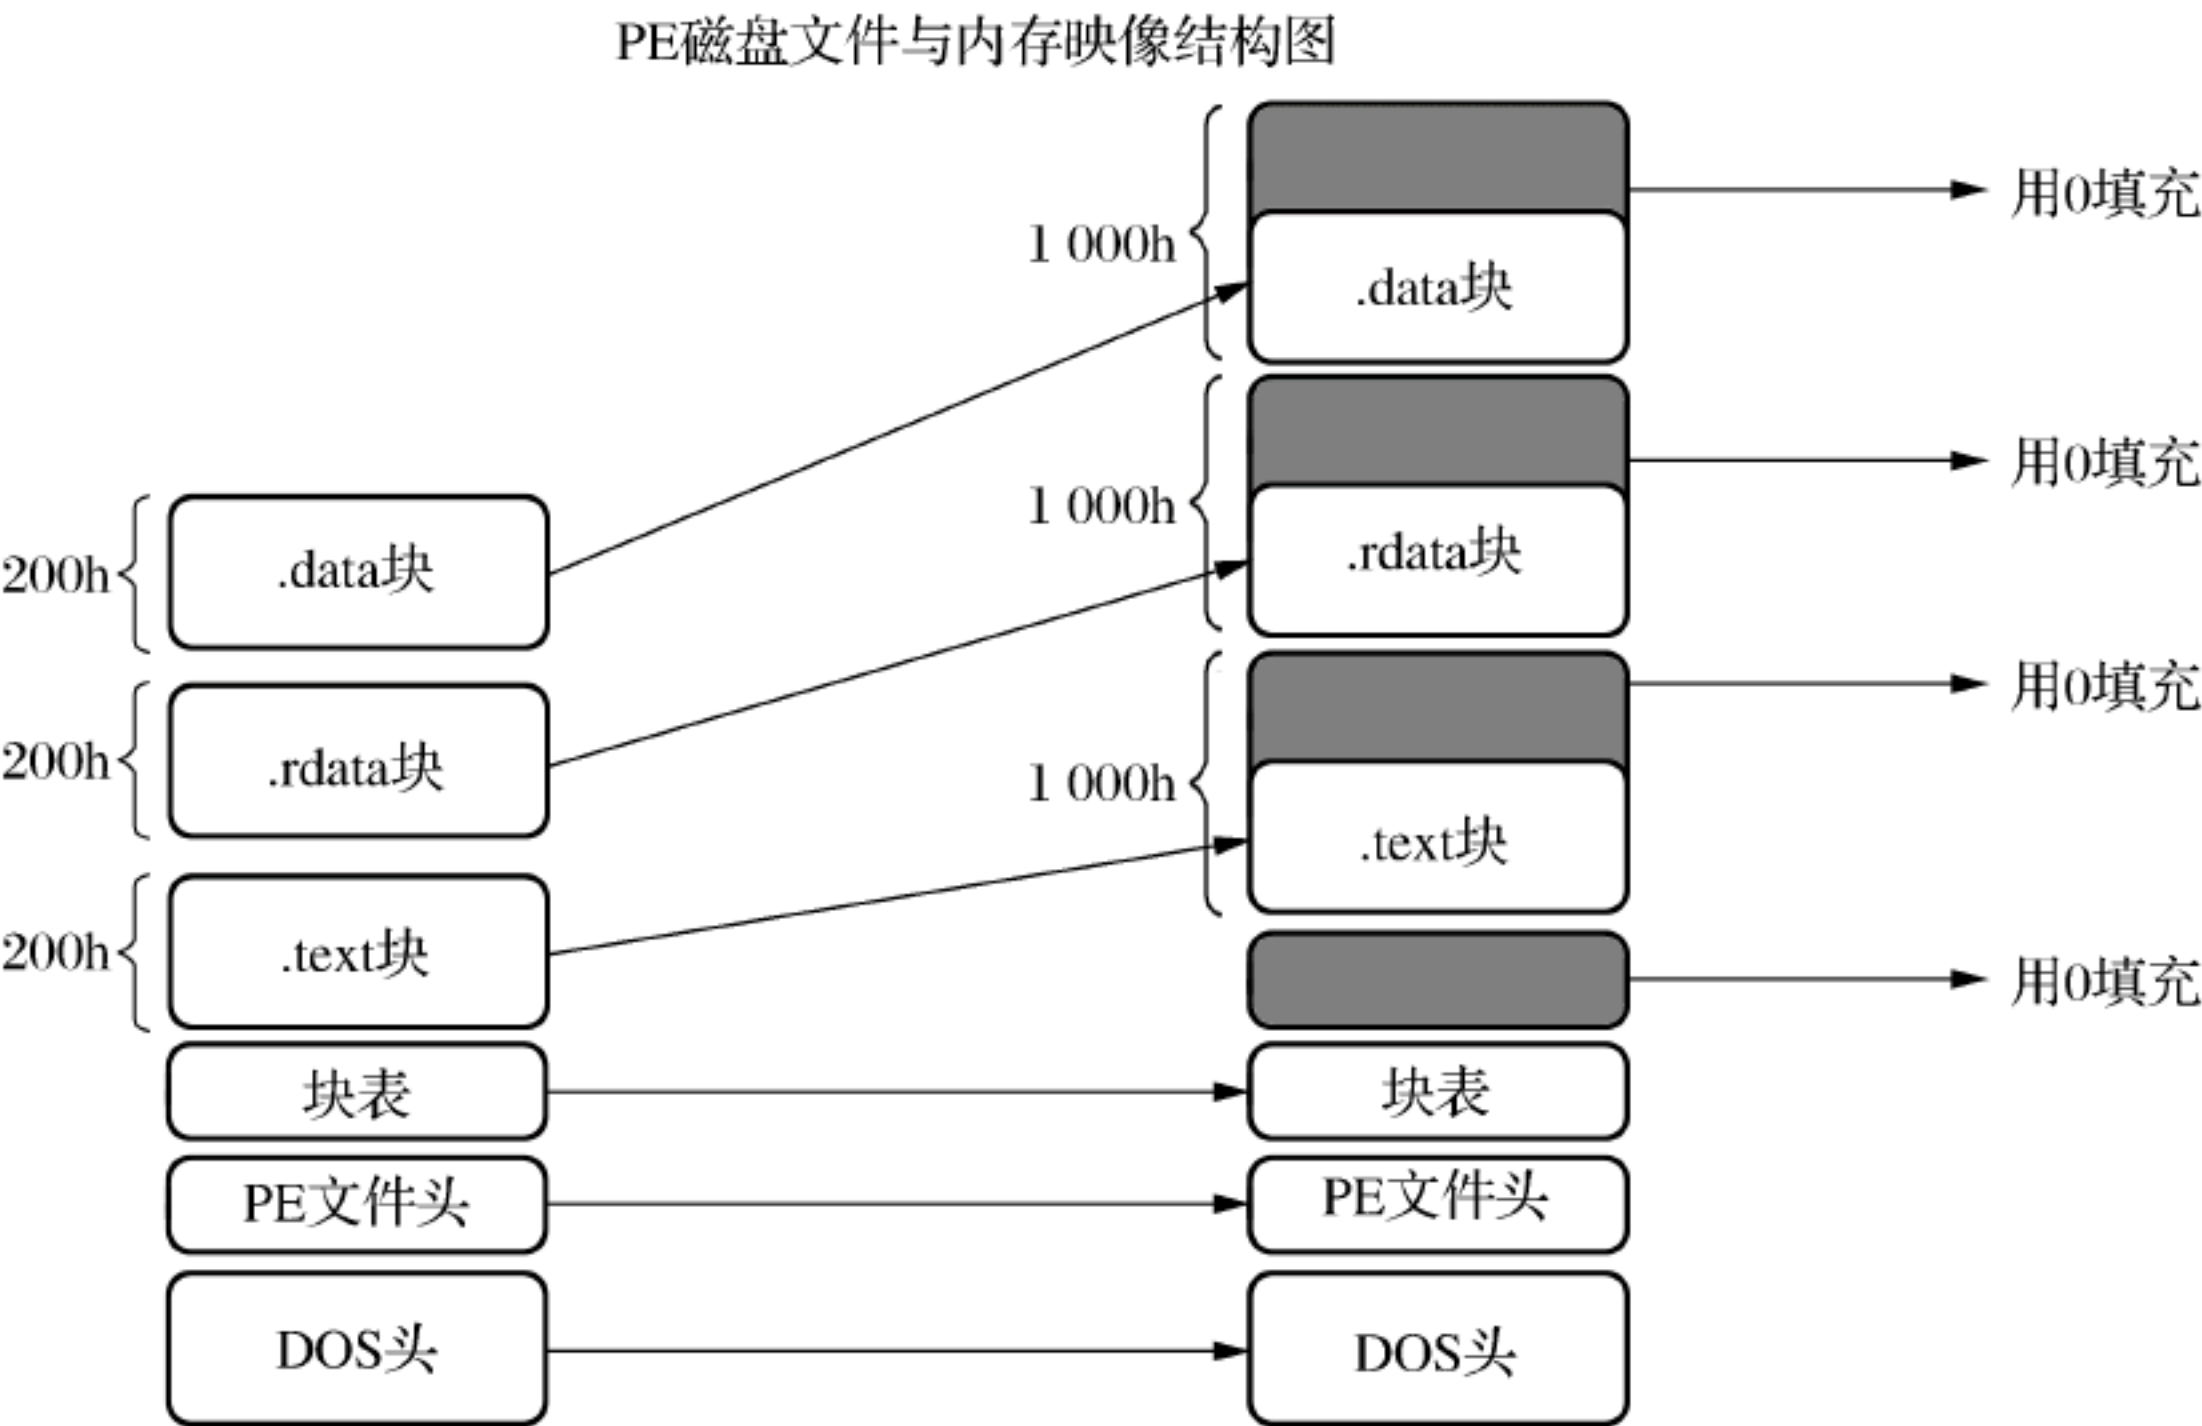 PE磁盘文件与内存映像结构图
用0填充
1 000h
.data块
用0填充
1 000h
.rdata块
200h
.data块
用0填充
1 000h
.text块
200h
.rdata块
200h
.text块
用0填充
块表
块表
PE文件头
PE文件头
DOS头
DOS头